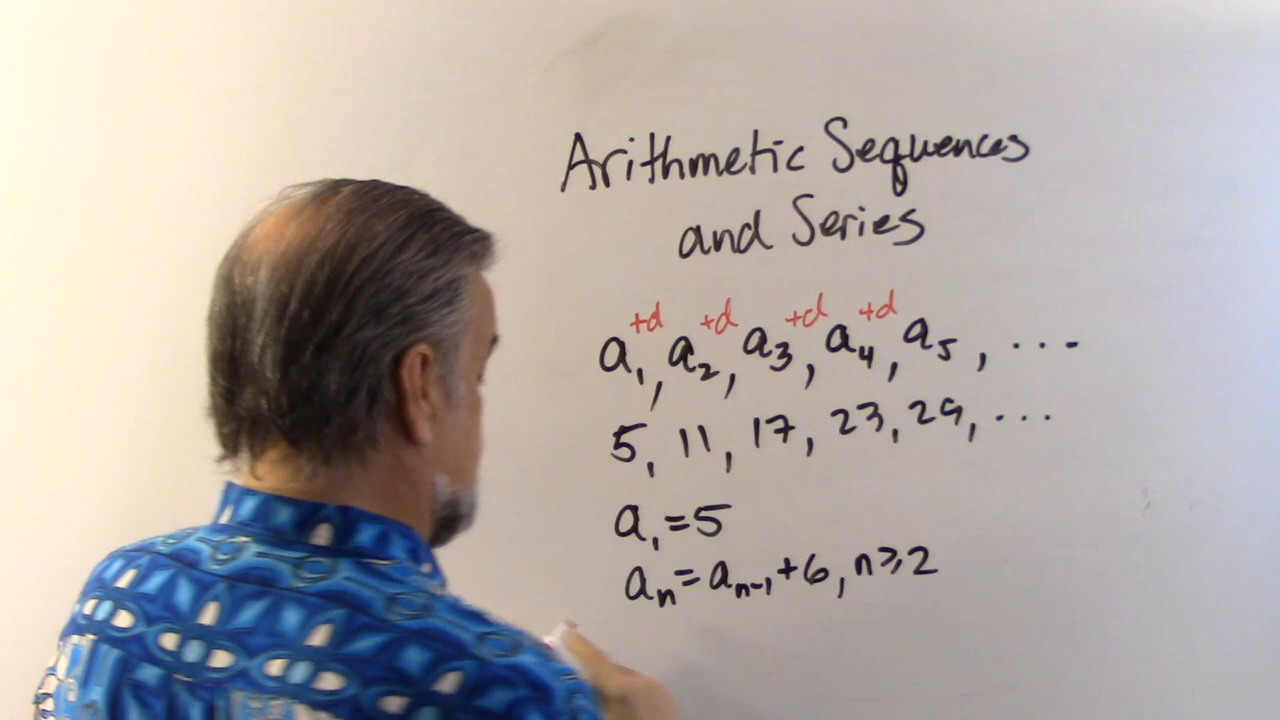 Arithmetic Sequences
and Series
+d +d +d +d
a₁, a₂, a₃, a₄, a₅, ...
5, 11, 17, 23, 29, ...
a₁=5
aₙ=aₙ₋₁+6, n≥2